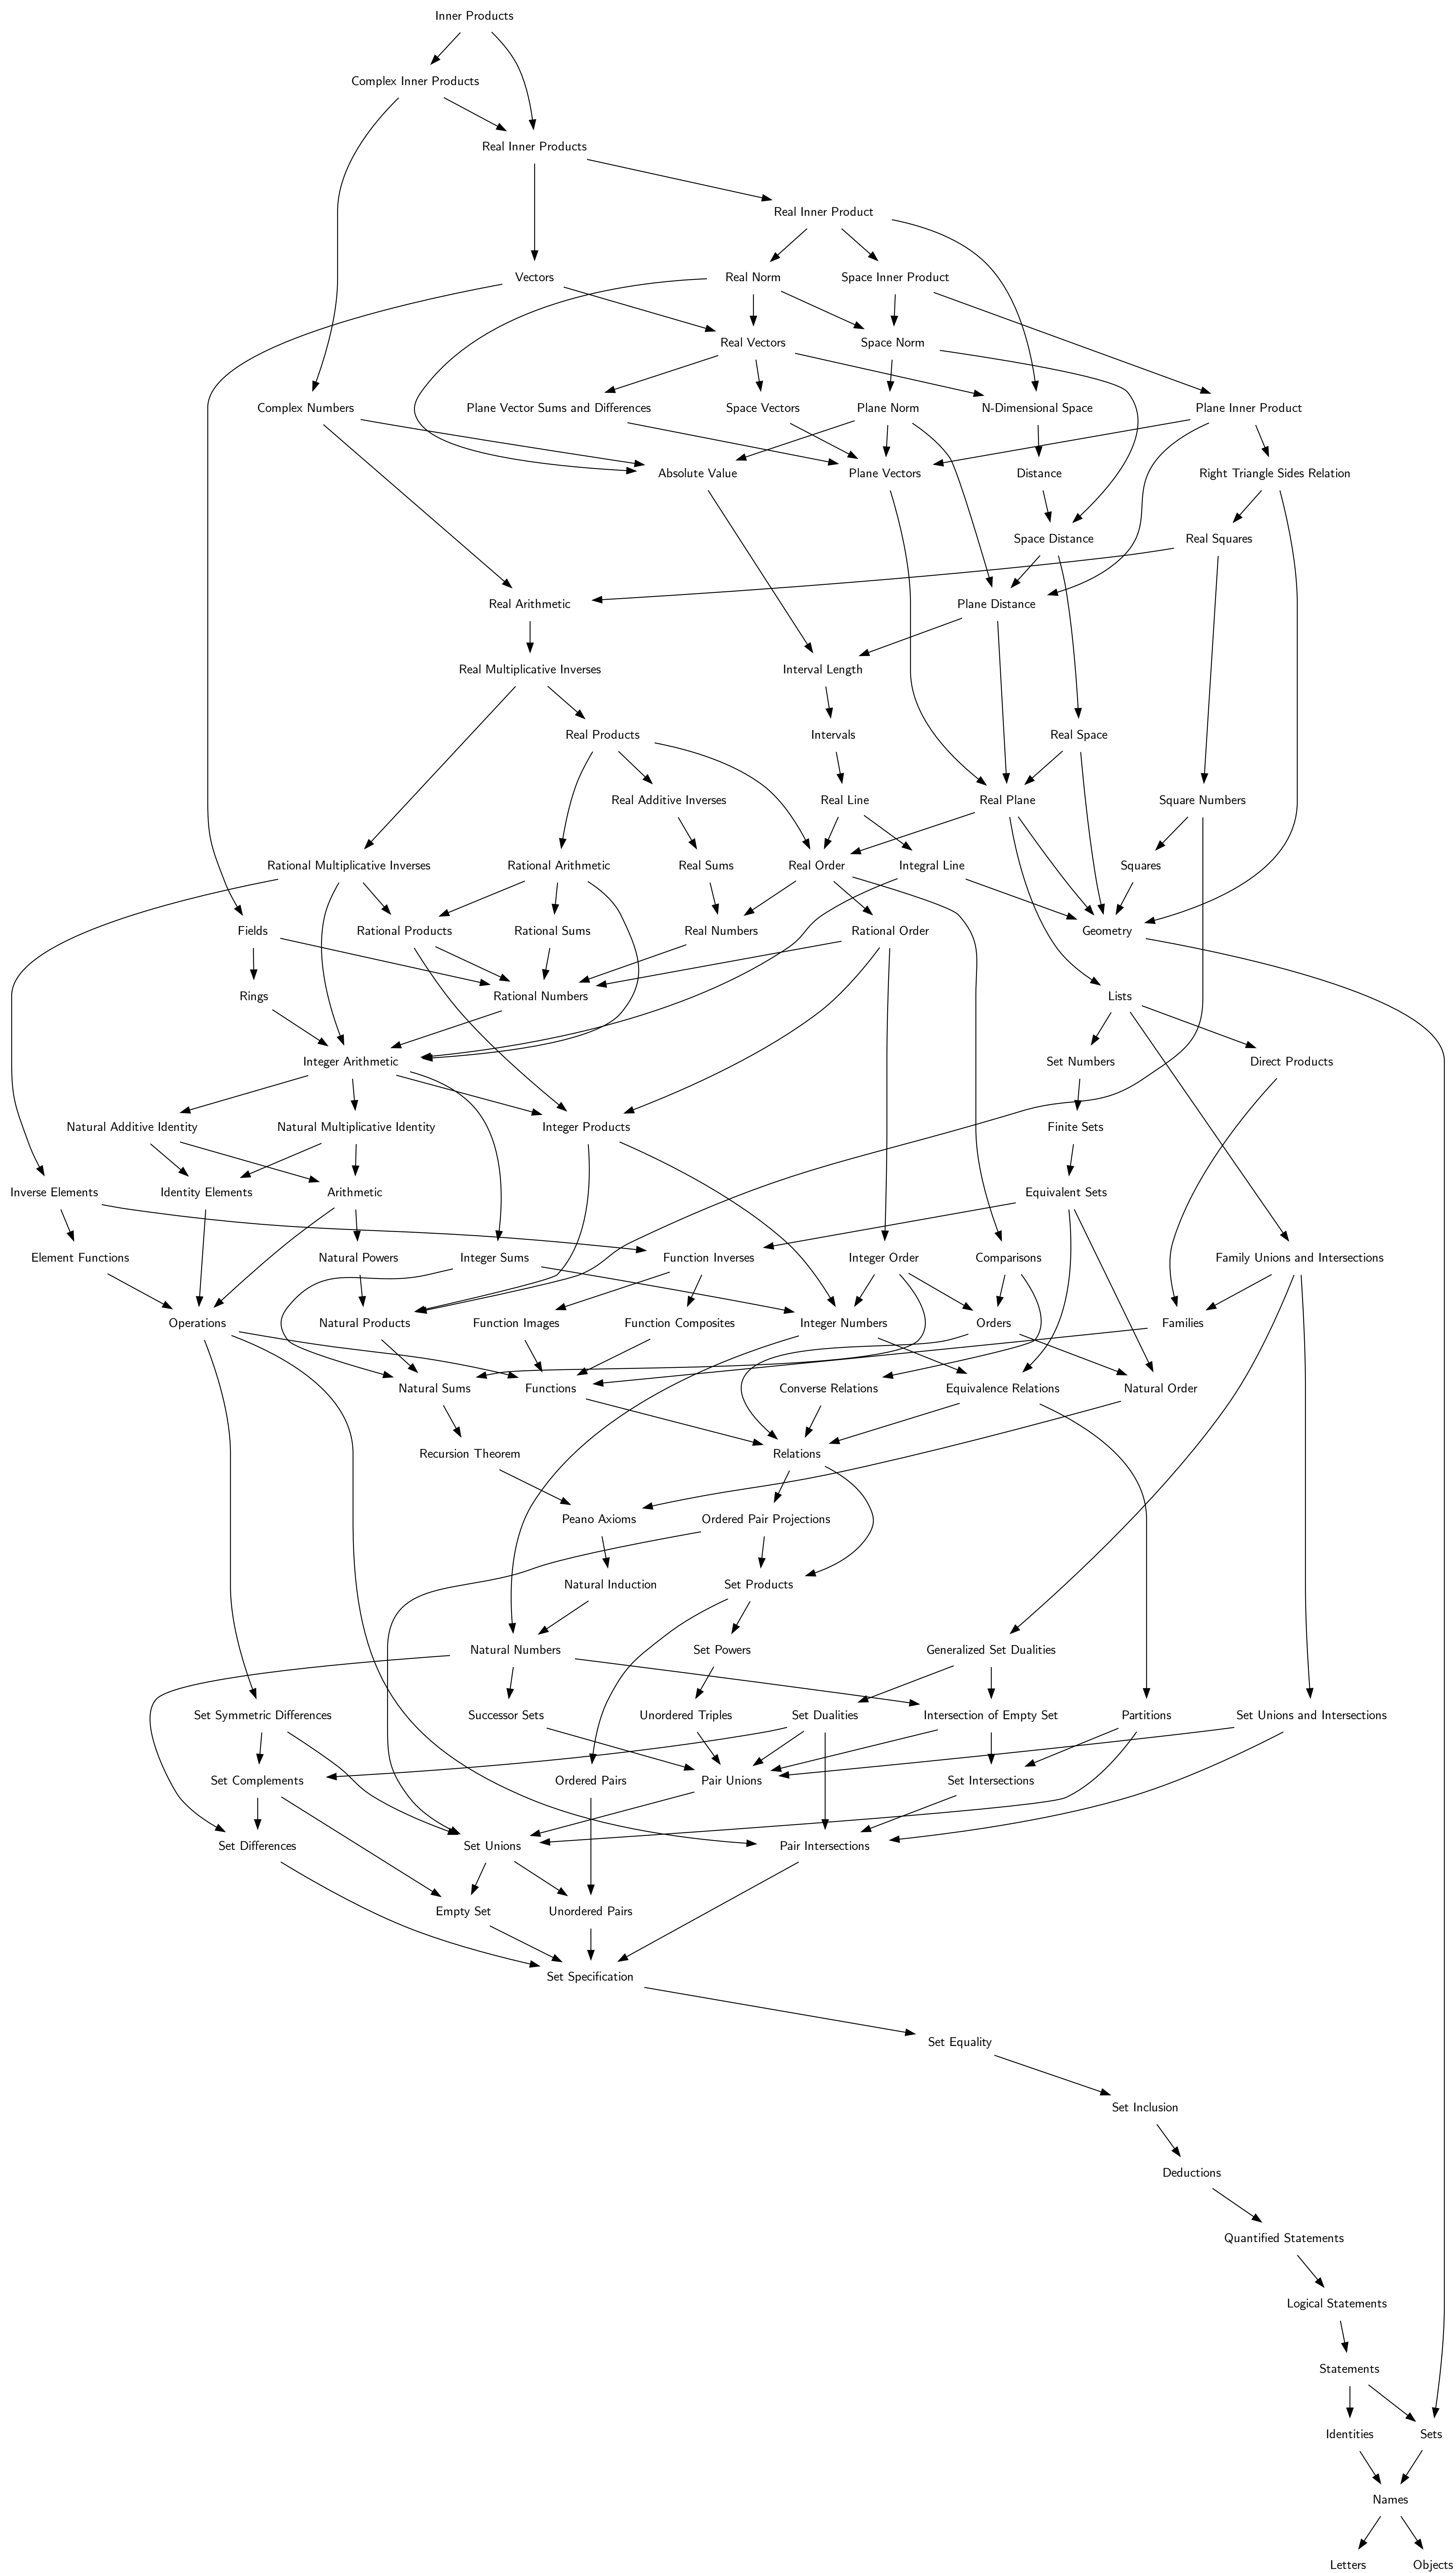 Inner Products
Complex Inner Products
Real Inner Products
Real Inner Product
Vectors
Real Norm
Space Inner Product
Real Vectors
Space Norm
Complex Numbers
Plane Vector Sums and Differences
Space Vectors
Plane Norm
N-Dimensional Space
Plane Inner Product
Absolute Value
Plane Vectors
Distance
Right Triangle Sides Relation
Space Distance
Real Squares
Real Arithmetic
Plane Distance
Real Multiplicative Inverses
Interval Length
Real Products
Intervals
Real Space
Real Additive Inverses
Real Line
Real Plane
Square Numbers
Rational Multiplicative Inverses
Rational Arithmetic
Real Sums
Real Order
Integral Line
Squares
Fields
Rational Products
Rational Sums
Real Numbers
Rational Order
Geometry
Rings
Rational Numbers
Lists
Integer Arithmetic
Set Numbers
Direct Products
Natural Additive Identity
Natural Multiplicative Identity
Integer Products
Finite Sets
Inverse Elements
Identity Elements
Arithmetic
Equivalent Sets
Element Functions
Natural Powers
Integer Sums
Function Inverses
Integer Order
Comparisons
Family Unions and Intersections
Operations
Natural Products
Function Images
Function Composites
Integer Numbers
Orders
Families
Natural Sums
Functions
Converse Relations
Equivalence Relations
Natural Order
Recursion Theorem
Relations
Peano Axioms
Ordered Pair Projections
Natural Induction
Set Products
Natural Numbers
Set Powers
Generalized Set Dualities
Set Symmetric Differences
Successor Sets
Unordered Triples
Set Dualities
Intersection of Empty Set
Partitions
Set Unions and Intersections
Set Complements
Ordered Pairs
Pair Unions
Set Intersections
Set Differences
Set Unions
Pair Intersections
Empty Set
Unordered Pairs
Set Specification
Set Equality
Set Inclusion
Deductions
Quantified Statements
Logical Statements
Statements
Identities
Sets
Names
Letters
Objects